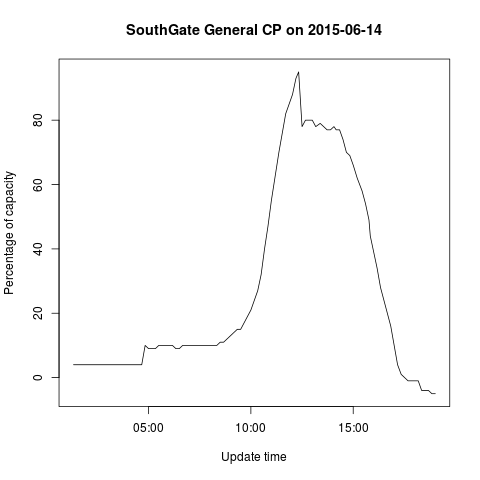 SouthGate General CP on 2015-06-14
Percentage of capacity
80
60
40
20
0
05:00 10:00 15:00
Update time